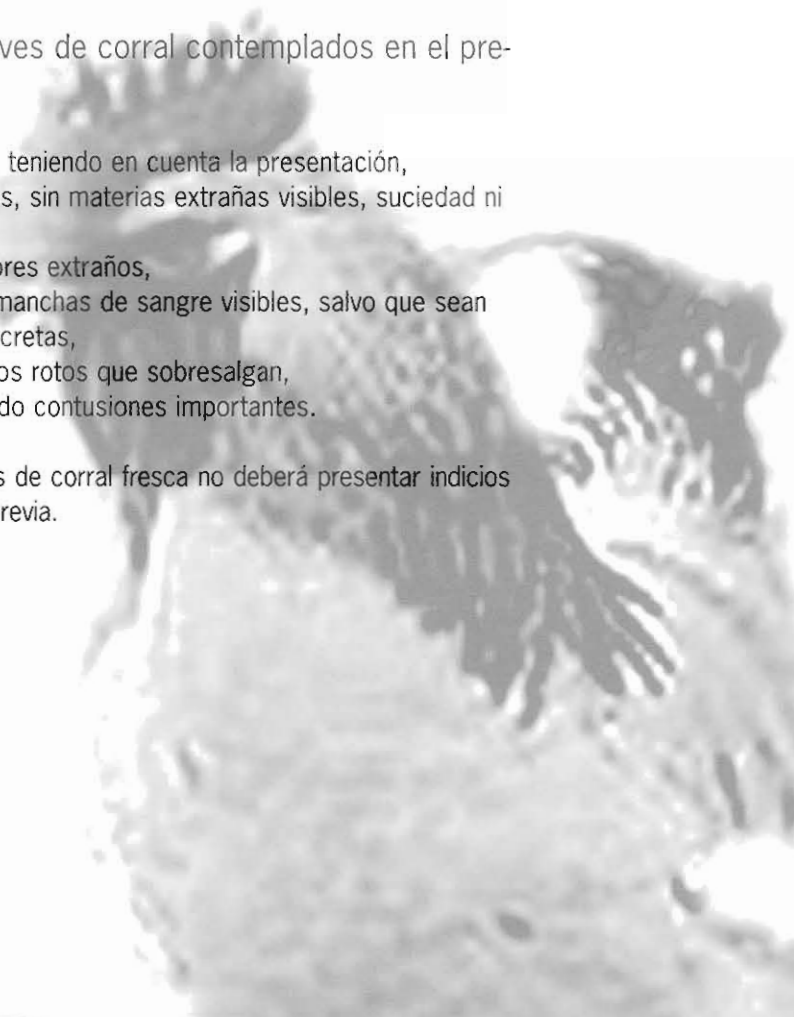 ves de corral contemplados en el pre-
teniendo en cuenta la presentación,
s, sin materias extrañas visibles, suciedad ni
ores extraños,
manchas de sangre visibles, salvo que sean
cretas,
os rotos que sobresalgan,
do contusiones importantes.
s de corral fresca no deberá presentar indicios
revia.